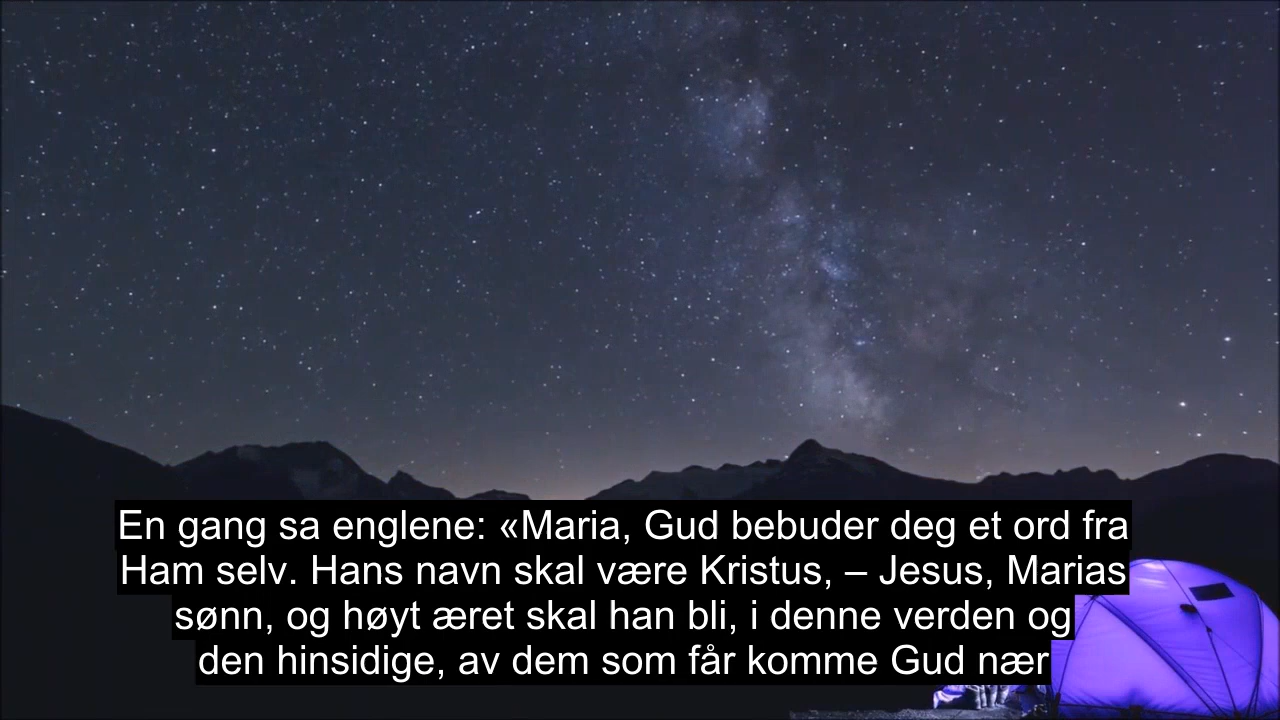 En gang sa englene: «Maria, Gud bebuder deg et ord fra
Ham selv. Hans navn skal være Kristus, – Jesus, Marias
sønn, og høyt æret skal han bli, i denne verden og
den hinsidige, av dem som får komme Gud nær